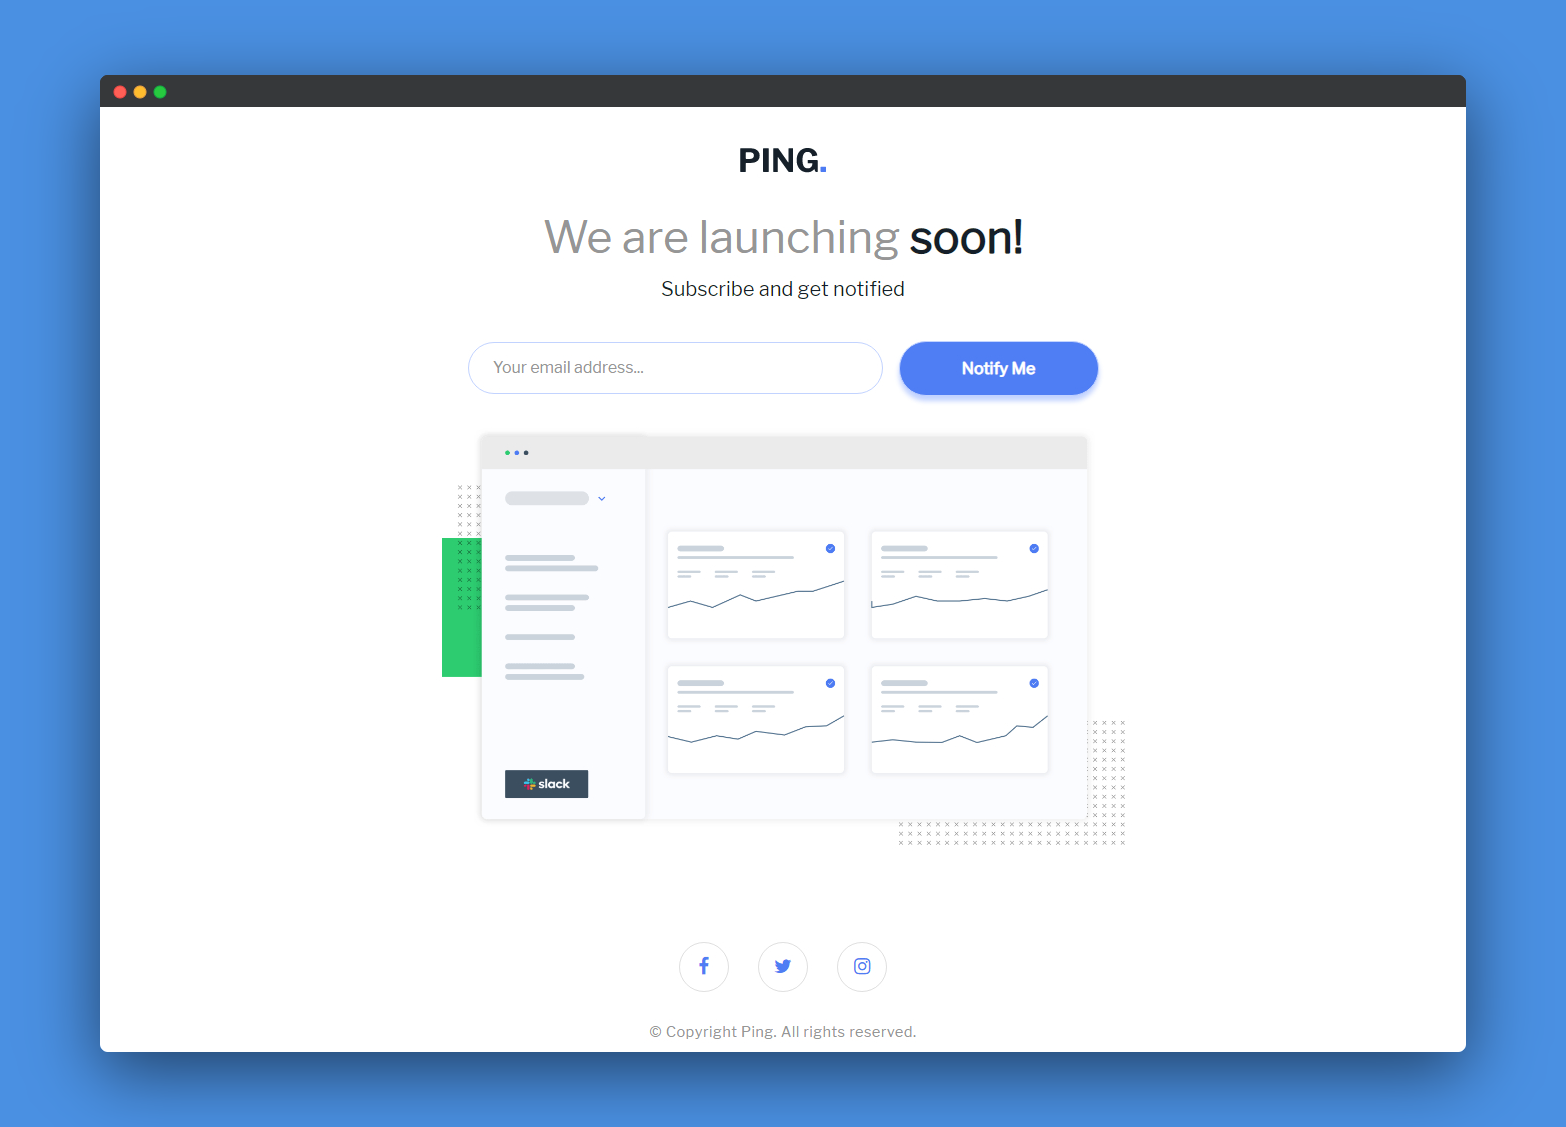 PING.
We are launching soon!
Subscribe and get notified
Your email address...
Notify Me
slack
© Copyright Ping. All rights reserved.